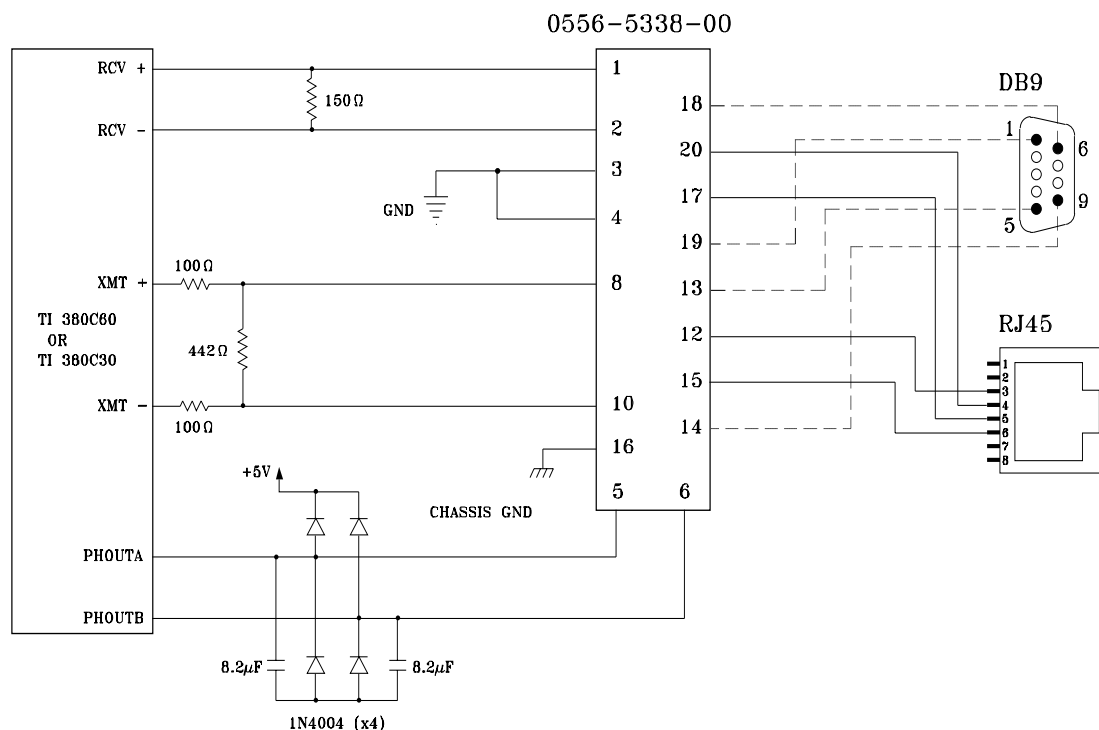 0556-5338-00
RCV +
150Ω
1
RCV -
2
3
GND
4
XMT +
100Ω
8
TI 380C60
OR
TI 380C30
442Ω
XMT -
100Ω
10
16
CHASSIS GND
5
6
+5V
PHOUTA
PHOUTB
8.2µF
8.2µF
1N4004 (x4)
18
20
17
19
13
12
15
14
DB9
1
6
5
9
RJ45
1
2
3
4
5
6
7
8